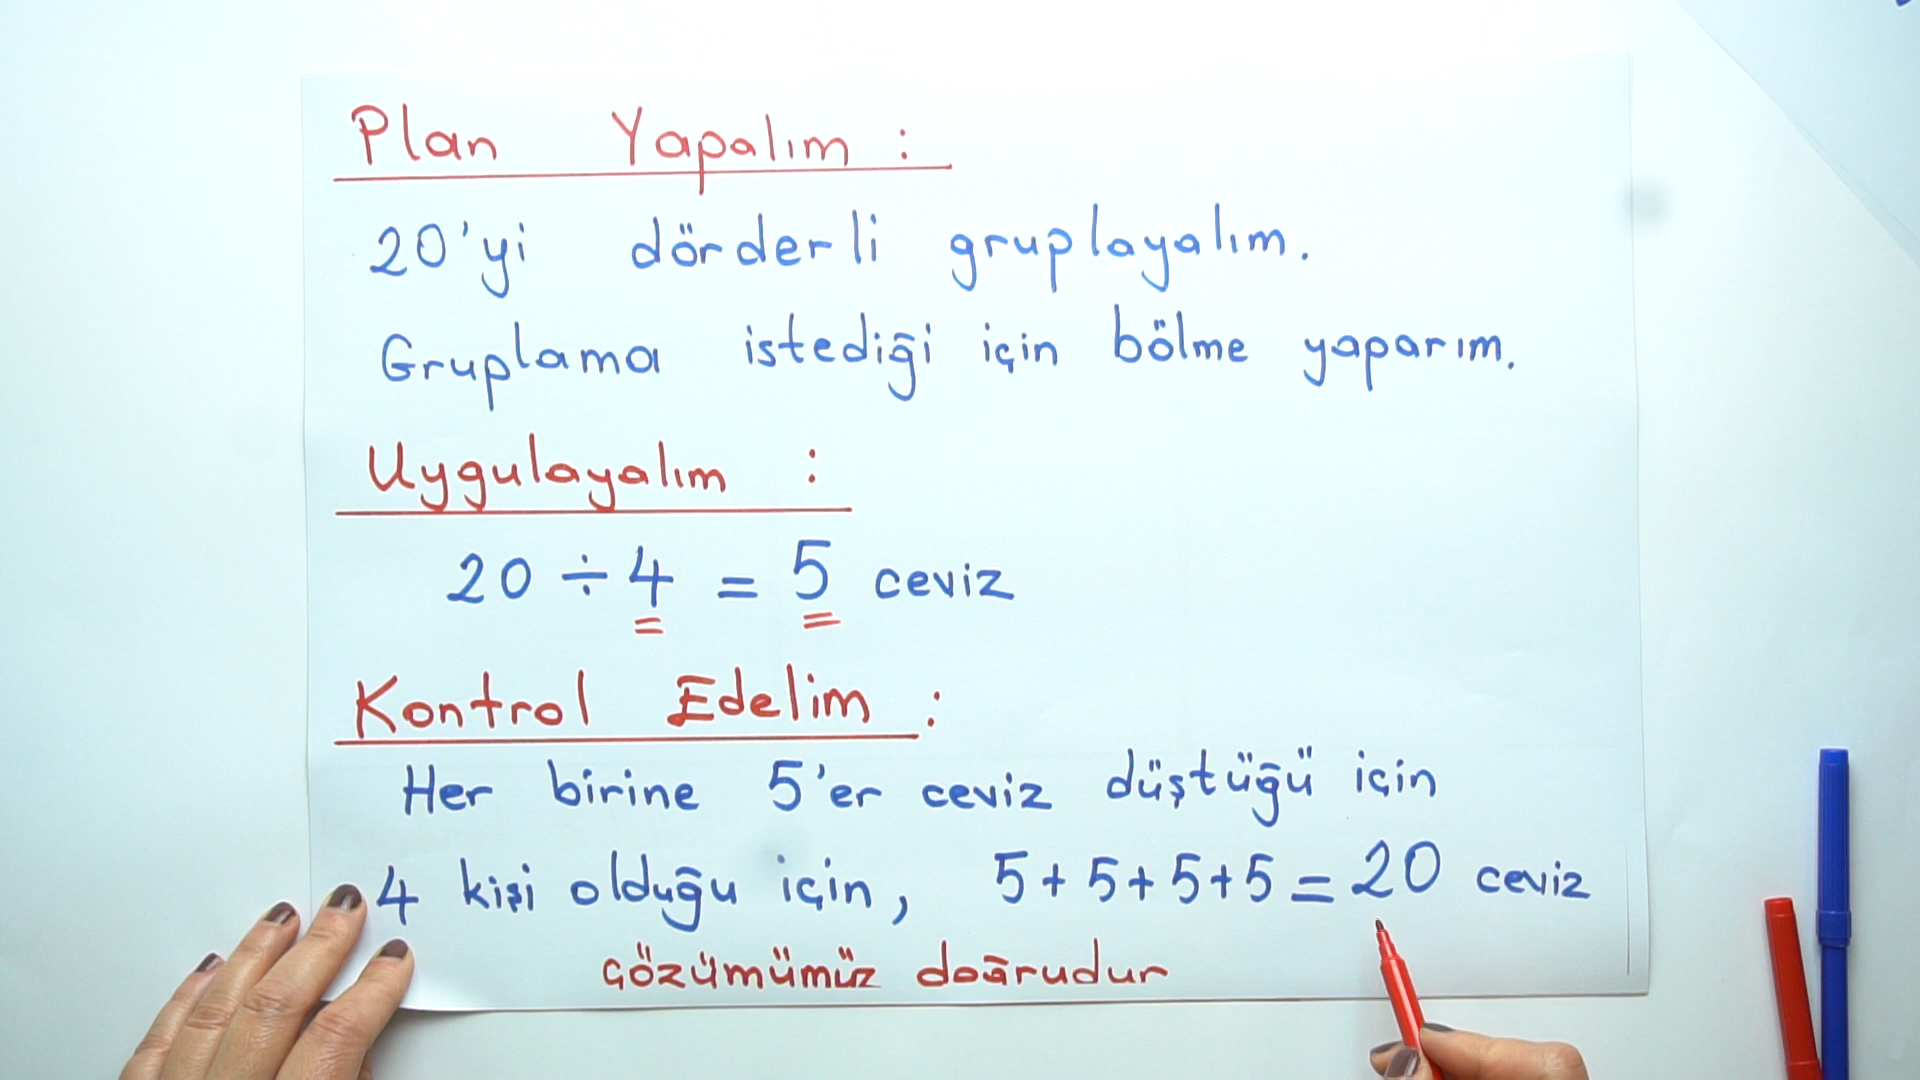 Plan Yapalım :
20'yi dörderli gruplayalım.
Gruplama istediği için bölme yaparım.
Uygulayalım :
20 ÷ 4 = 5 ceviz
Kontrol Edelim :
Her birine 5'er ceviz düştüğü için
4 kişi olduğu için, 5+5+5+5=20 ceviz
çözümümüz doğrudur